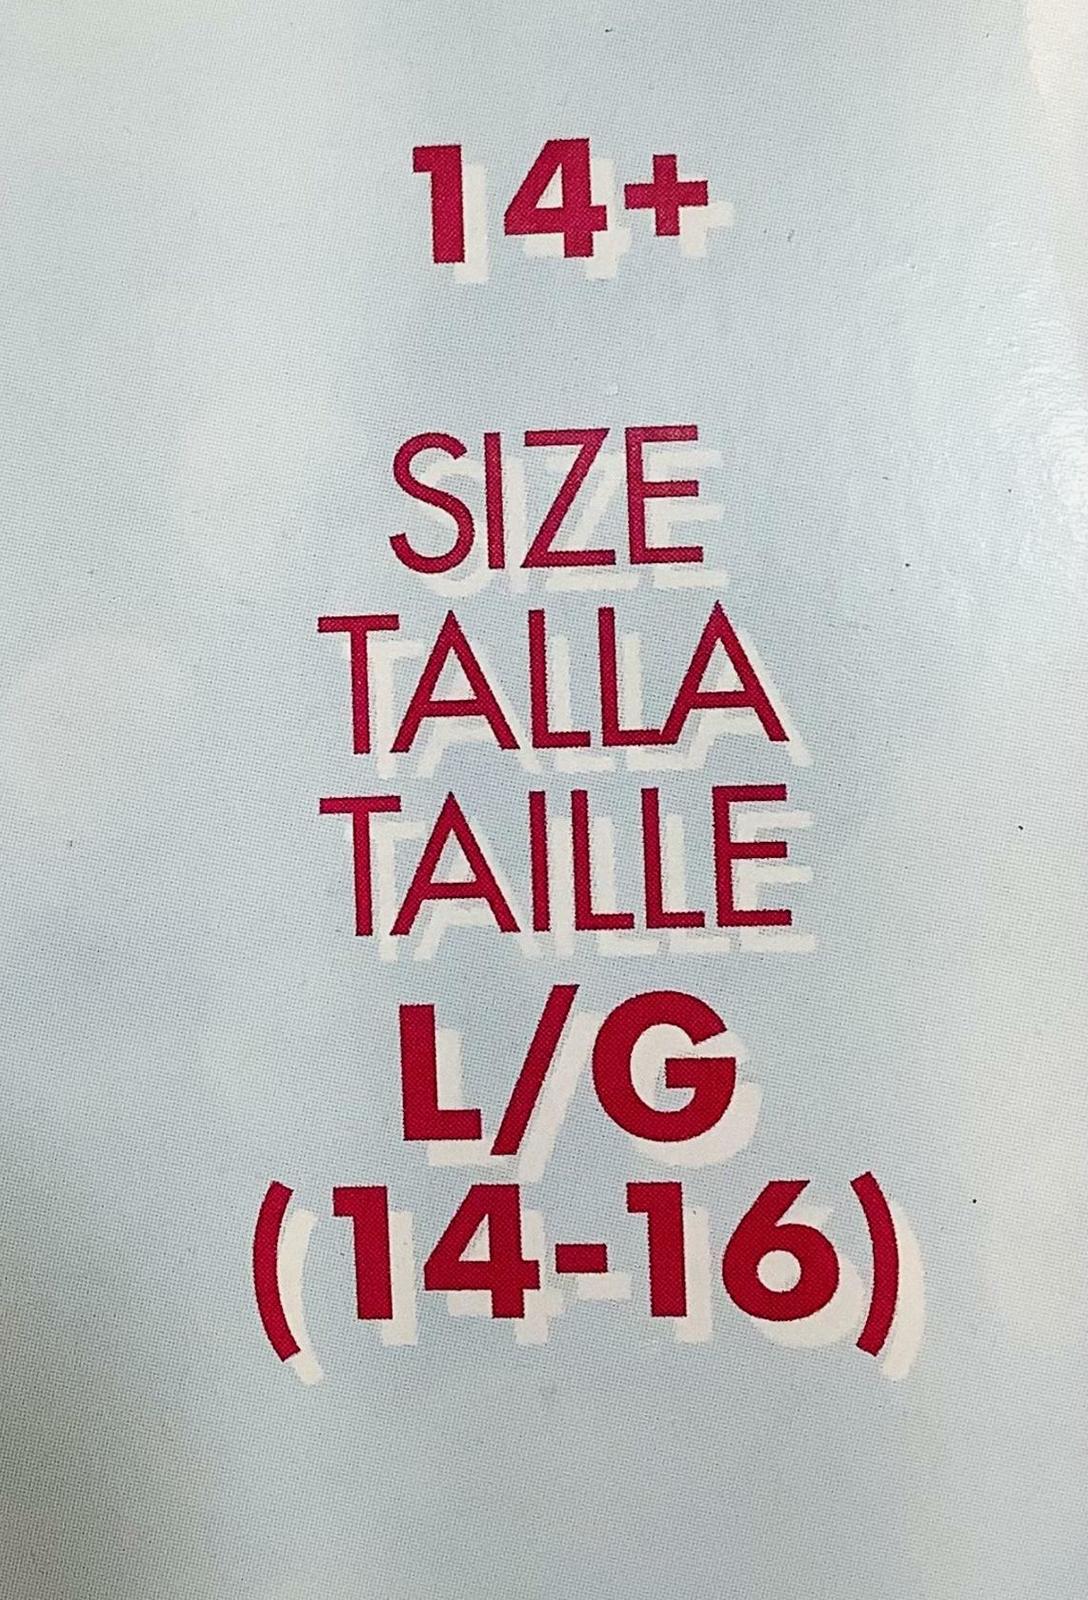 14+
SIZE
TALLA
TAILLE
L/G
(14-16)